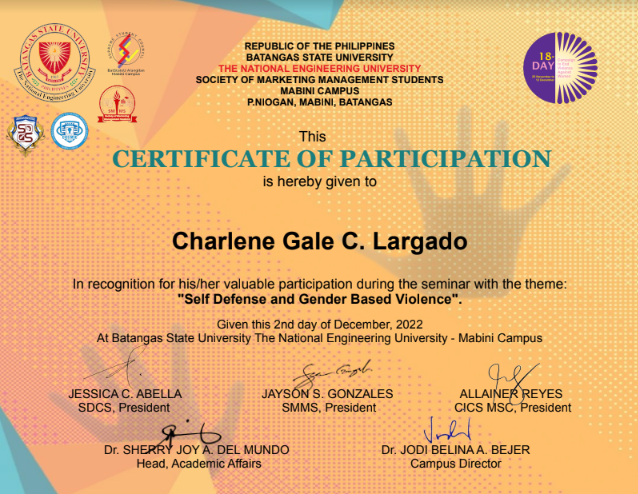 BATANGAS STATE UNIVERSITY
The National Engineering University
REPUBLIC OF THE PHILIPPINES
BATANGAS STATE UNIVERSITY
THE NATIONAL ENGINEERING UNIVERSITY
SOCIETY OF MARKETING MANAGEMENT STUDENTS
MABINI CAMPUS
P.NIOGAN, MABINI, BATANGAS
18-
DAY
This
CERTIFICATE OF PARTICIPATION
is hereby given to
Charlene Gale C. Largado
In recognition for his/her valuable participation during the seminar with the theme:
"Self Defense and Gender Based Violence".
Given this 2nd day of December, 2022
At Batangas State University The National Engineering University - Mabini Campus
JESSICA C. ABELLA
SDCS, President
JAYSON S. GONZALES
SMMS, President
ALLAINER REYES
CICS MSC, President
Dr. SHERRY JOY A. DEL MUNDO
Head, Academic Affairs
Dr. JODI BELINA A. BEJER
Campus Director